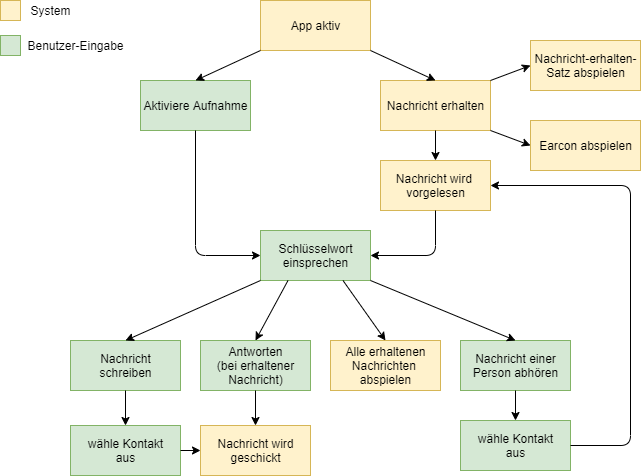 System
Benutzer-Eingabe
App aktiv
Aktiviere Aufnahme
Nachricht erhalten
Nachricht-erhalten-
Satz abspielen
Earcon abspielen
Nachricht wird
vorgelesen
Schlüsselwort
einsprechen
Nachricht
schreiben
Antworten
(bei erhaltener
Nachricht)
Alle erhaltenen
Nachrichten
abspielen
Nachricht einer
Person abhören
wähle Kontakt
aus
Nachricht wird
geschickt
wähle Kontakt
aus